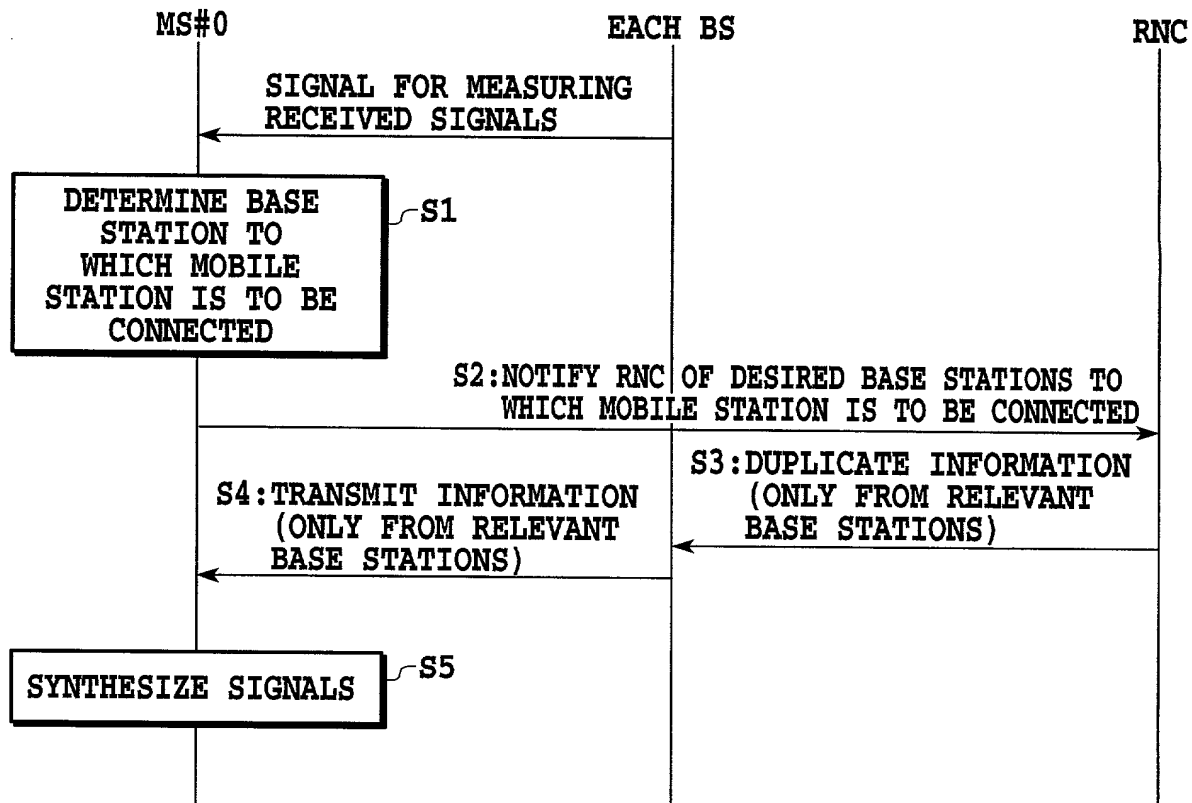 MS#0
EACH BS
RNC
SIGNAL FOR MEASURING
RECEIVED SIGNALS
DETERMINE BASE
STATION TO
WHICH MOBILE
STATION IS TO BE
CONNECTED
S1
S2:NOTIFY RNC OF DESIRED BASE STATIONS TO
WHICH MOBILE STATION IS TO BE CONNECTED
S3:DUPLICATE INFORMATION
(ONLY FROM RELEVANT
BASE STATIONS)
S4:TRANSMIT INFORMATION
(ONLY FROM RELEVANT
BASE STATIONS)
SYNTHESIZE SIGNALS
S5